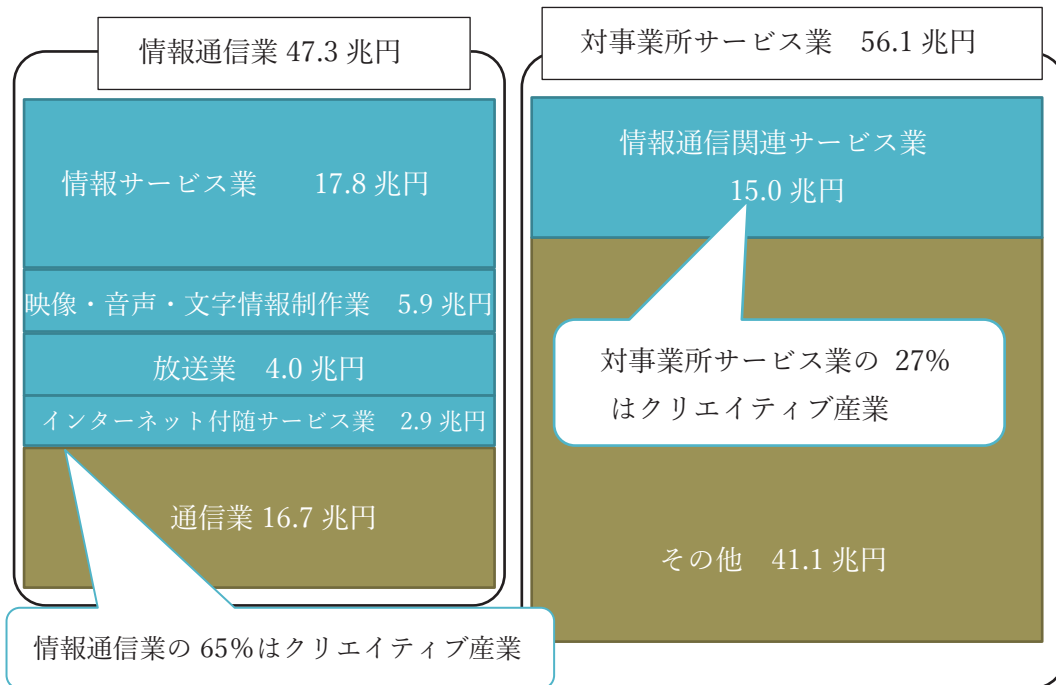 情報通信業 47.3 兆円
情報サービス業　　17.8 兆円
映像・音声・文字情報制作業　5.9 兆円
放送業　4.0 兆円
インターネット付随サービス業　2.9 兆円
通信業 16.7 兆円
情報通信業の 65%はクリエイティブ産業
対事業所サービス業　56.1 兆円
情報通信関連サービス業
15.0 兆円
対事業所サービス業の 27%
はクリエイティブ産業
その他　41.1 兆円